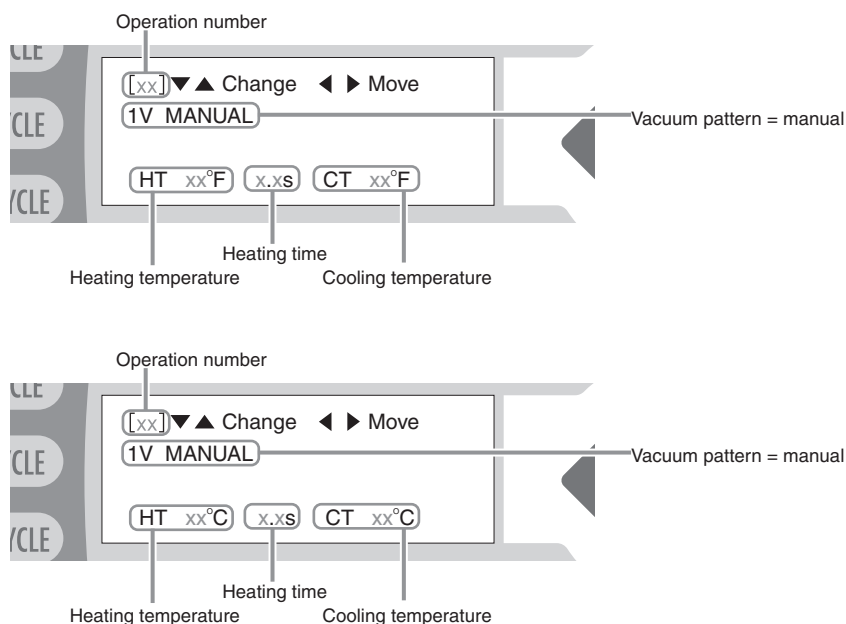 Operation number
CLE
[xx]▼▲ Change ◀ ▶ Move
1V MANUAL
Vacuum pattern = manual
CLE
HT xx°F x.xs CT xx°F
YCLE
Heating time
Heating temperature
Cooling temperature
Operation number
CLE
[xx]▼▲ Change ◀ ▶ Move
1V MANUAL
Vacuum pattern = manual
CLE
HT xx°C x.xs CT xx°C
YCLE
Heating time
Heating temperature
Cooling temperature